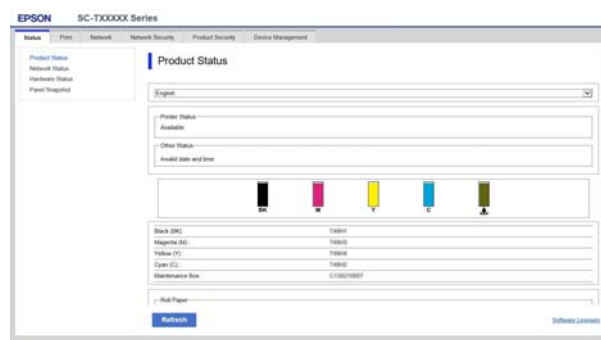 EPSON SC-TXXXXX Series
Status Print Network Network Security Product Security Device Management
Product Status
Network Status
Hardware Status
Panel Snapshot
Product Status
English
Printer Status
Available
Other Status
Invalid date and time
BK M Y C
Black (BK) :
Magenta (M) :
Yellow (Y) :
Cyan (C) :
Maintenance Box :
Roll Paper
Refresh
Software Licenses